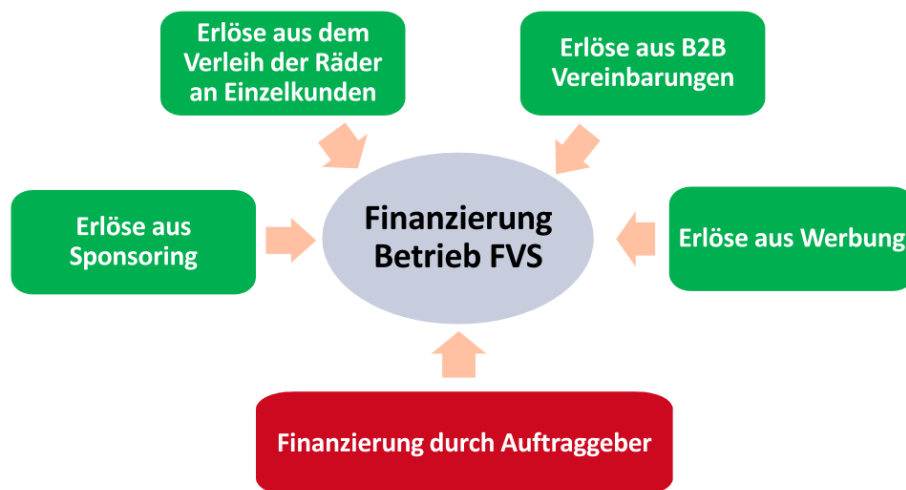 Erlöse aus dem
Verleih der Räder
an Einzelkunden
Erlöse aus B2B
Vereinbarungen
Erlöse aus
Sponsoring
Finanzierung
Betrieb FVS
Erlöse aus Werbung
Finanzierung durch Auftraggeber